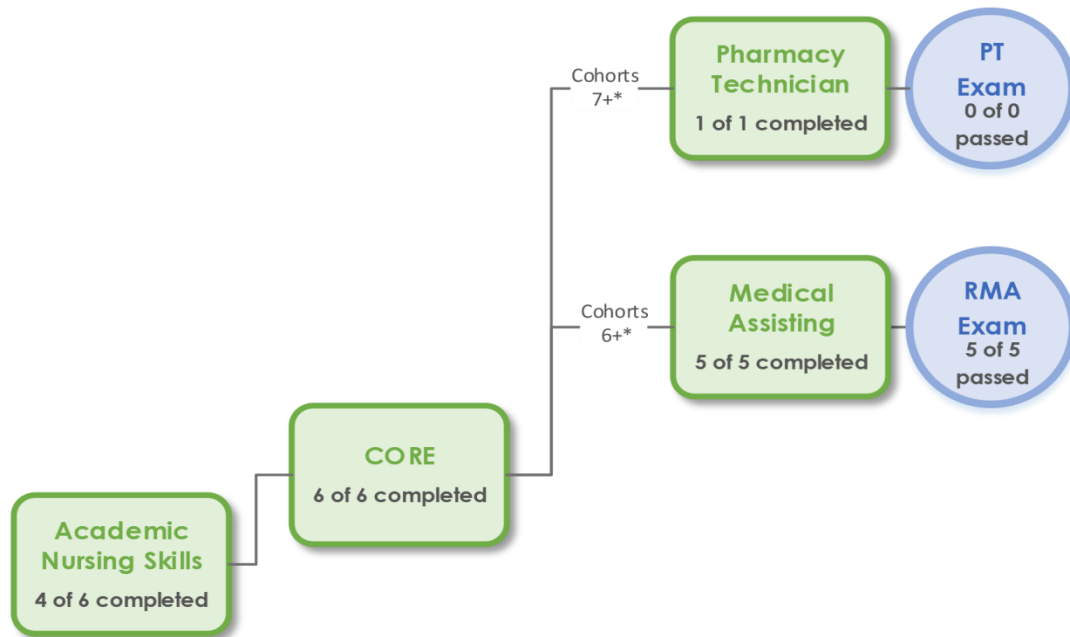 Pharmacy
Technician
1 of 1 completed
PT
Exam
0 of 0
passed
Cohorts
7+*
Medical
Assisting
5 of 5 completed
RMA
Exam
5 of 5
passed
Cohorts
6+*
CORE
6 of 6 completed
Academic
Nursing Skills
4 of 6 completed